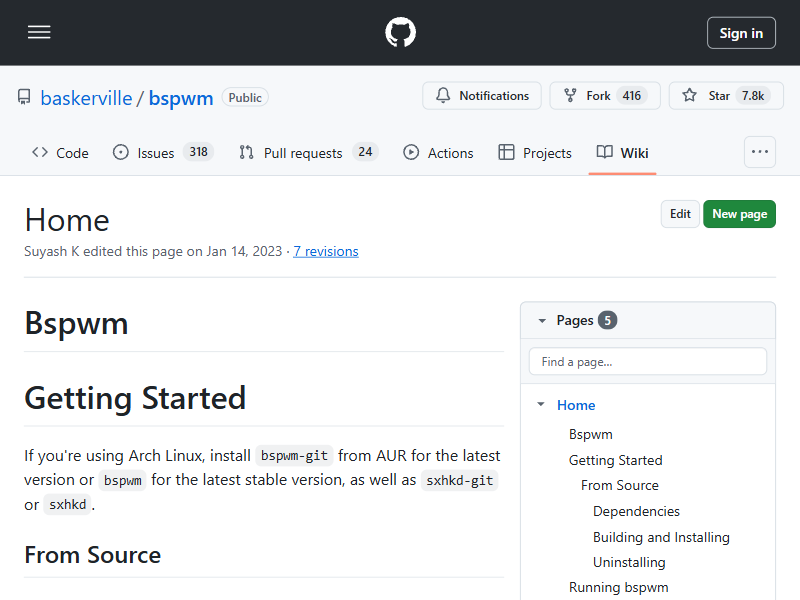 Sign in
baskerville / bspwm Public
Notifications Fork 416 Star 7.8k
Code Issues 318 Pull requests 24 Actions Projects Wiki
Home
Edit New page
Suyash K edited this page on Jan 14, 2023 · 7 revisions
Bspwm
Getting Started
If you're using Arch Linux, install bspwm-git from AUR for the latest
version or bspwm for the latest stable version, as well as sxhkd-git
or sxhkd.
From Source
Pages 5
Find a page...
Home
Bspwm
Getting Started
From Source
Dependencies
Building and Installing
Uninstalling
Running bspwm